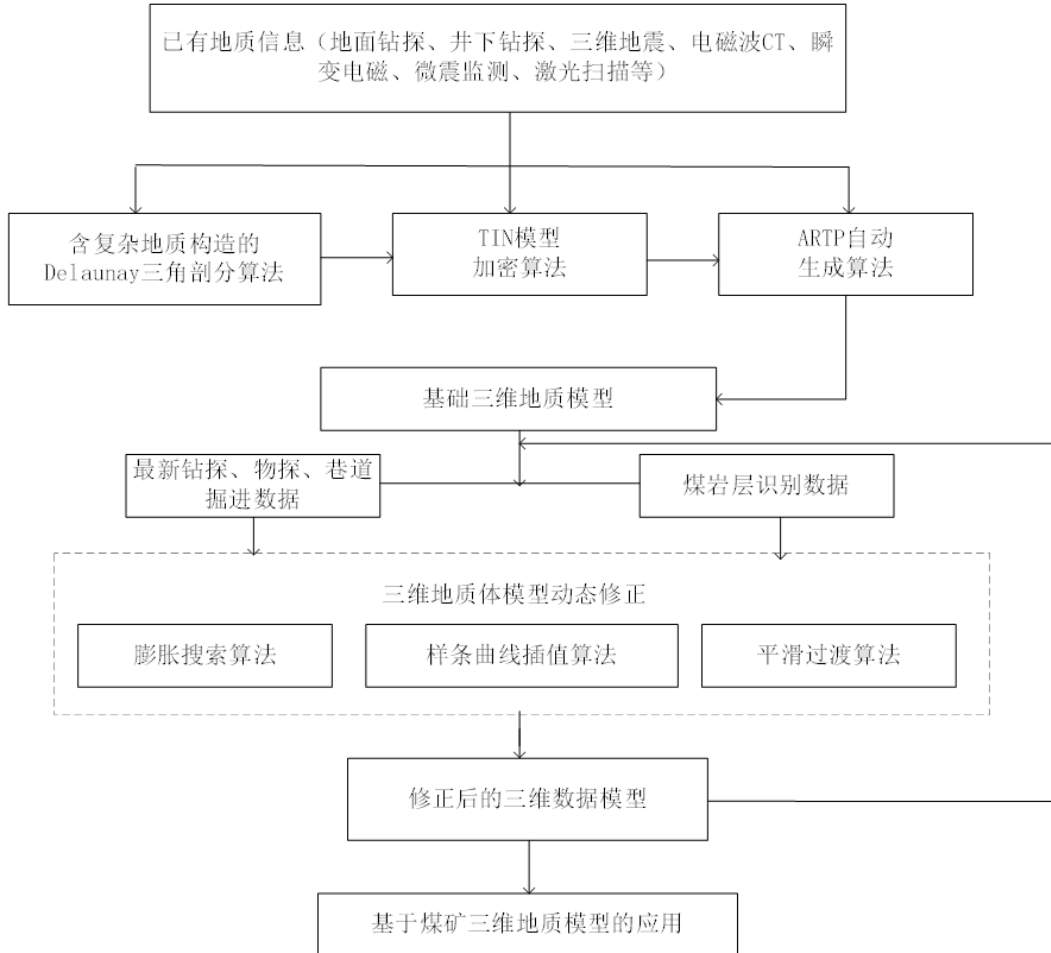 已有地质信息（地面钻探、井下钻探、三维地震、电磁波CT、瞬
变电磁、微震监测、激光扫描等）
含复杂地质构造的
Delaunay三角剖分算法
TIN模型
加密算法
ARTP自动
生成算法
基础三维地质模型
最新钻探、物探、巷道
掘进数据
煤岩层识别数据
三维地质体模型动态修正
膨胀搜索算法
样条曲线插值算法
平滑过渡算法
修正后的三维数据模型
基于煤矿三维地质模型的应用